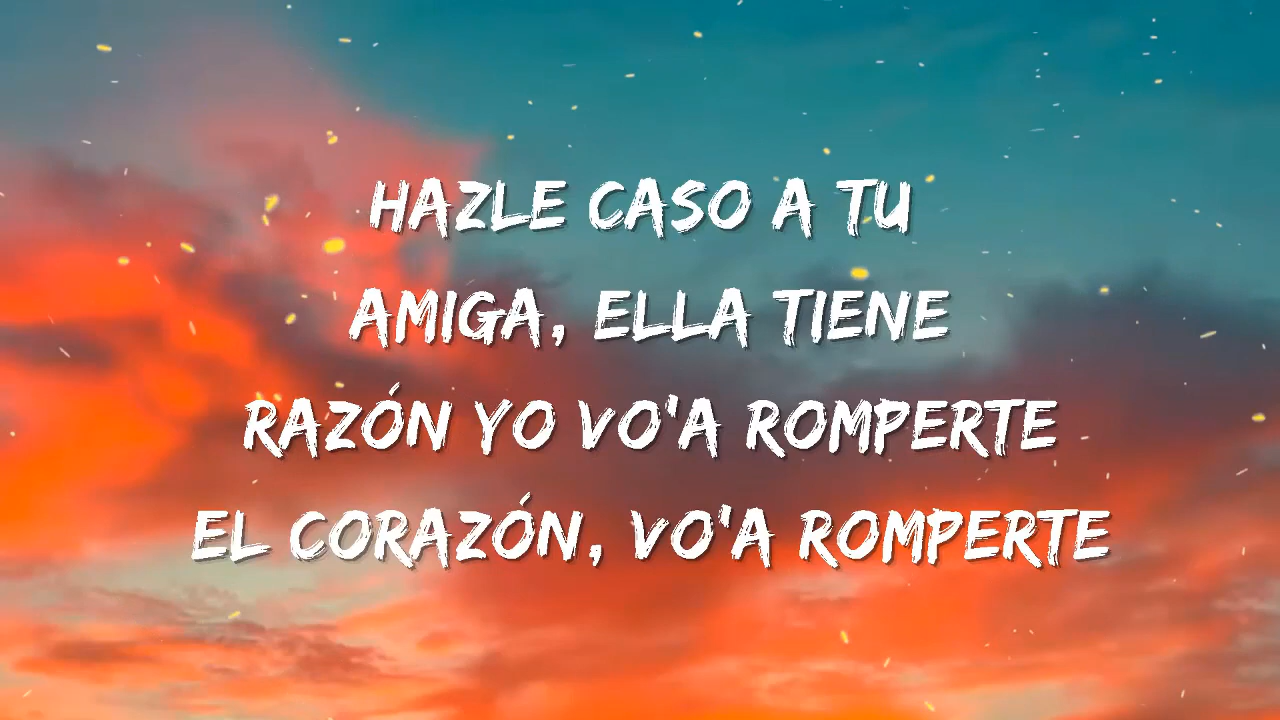 HAZLE CASO A TU
AMIGA, ELLA TIENE
RAZÓN YO VO'A ROMPERTE
EL CORAZÓN, VO'A ROMPERTE